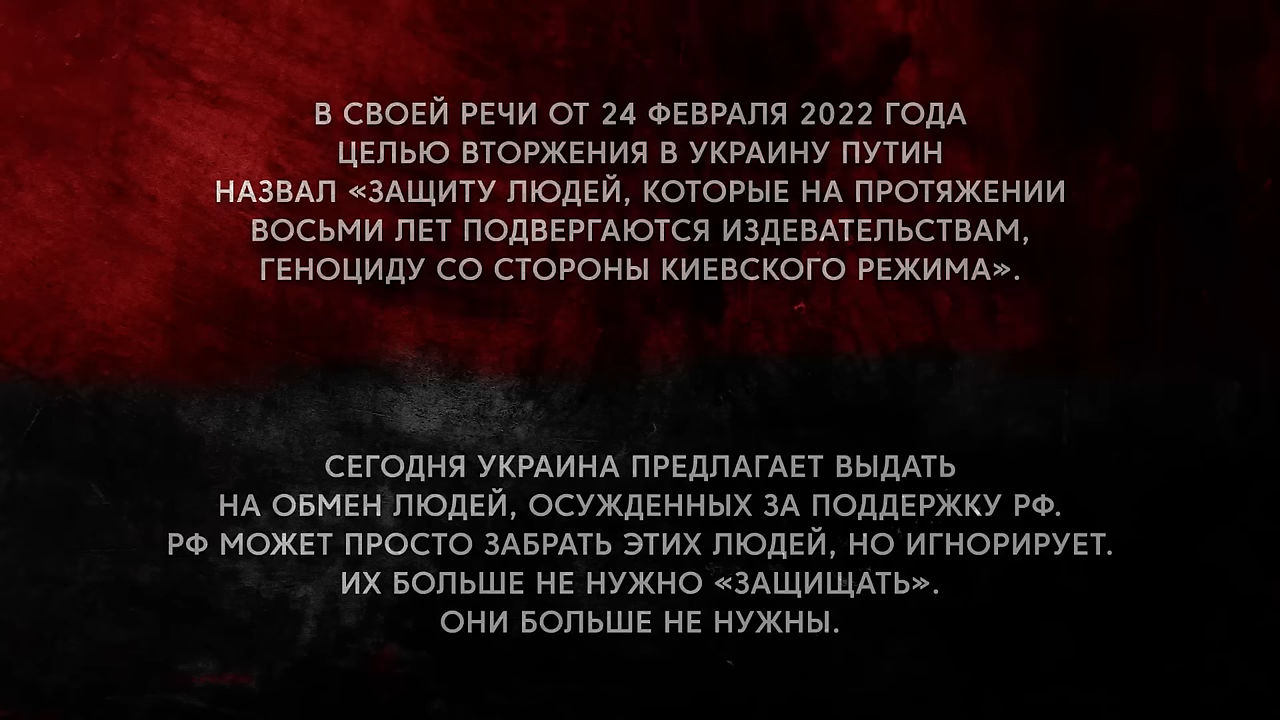 В СВОЕЙ РЕЧИ ОТ 24 ФЕВРАЛЯ 2022 ГОДА
ЦЕЛЬЮ ВТОРЖЕНИЯ В УКРАИНУ ПУТИН
НАЗВАЛ «ЗАЩИТУ ЛЮДЕЙ, КОТОРЫЕ НА ПРОТЯЖЕНИИ
ВОСЬМИ ЛЕТ ПОДВЕРГАЮТСЯ ИЗДЕВАТЕЛЬСТВАМ,
ГЕНОЦИДУ СО СТОРОНЫ КИЕВСКОГО РЕЖИМА».
СЕГОДНЯ УКРАИНА ПРЕДЛАГАЕТ ВЫДАТЬ
НА ОБМЕН ЛЮДЕЙ, ОСУЖДЕННЫХ ЗА ПОДДЕРЖКУ РФ.
РФ МОЖЕТ ПРОСТО ЗАБРАТЬ ЭТИХ ЛЮДЕЙ, НО ИГНОРИРУЕТ.
ИХ БОЛЬШЕ НЕ НУЖНО «ЗАЩИЩАТЬ».
ОНИ БОЛЬШЕ НЕ НУЖНЫ.